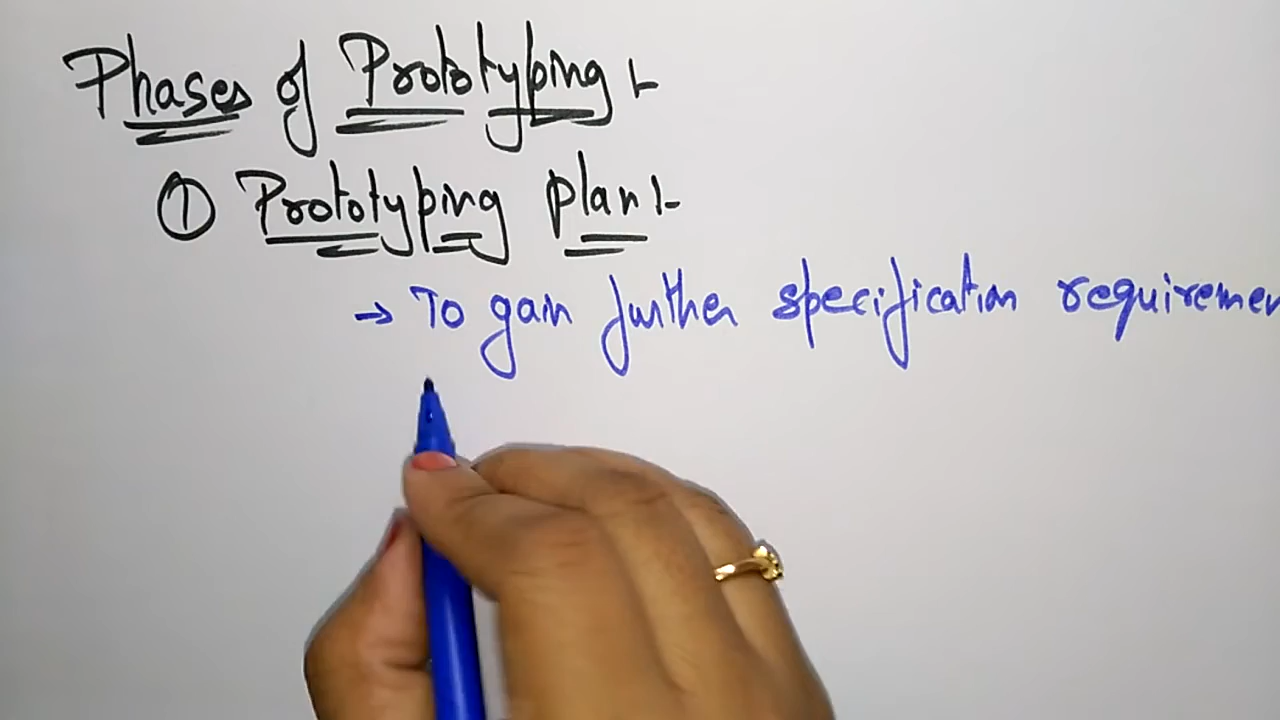 Phases of Prototyping :-
① Prototyping plan :-
→ To gain further specification requiremen